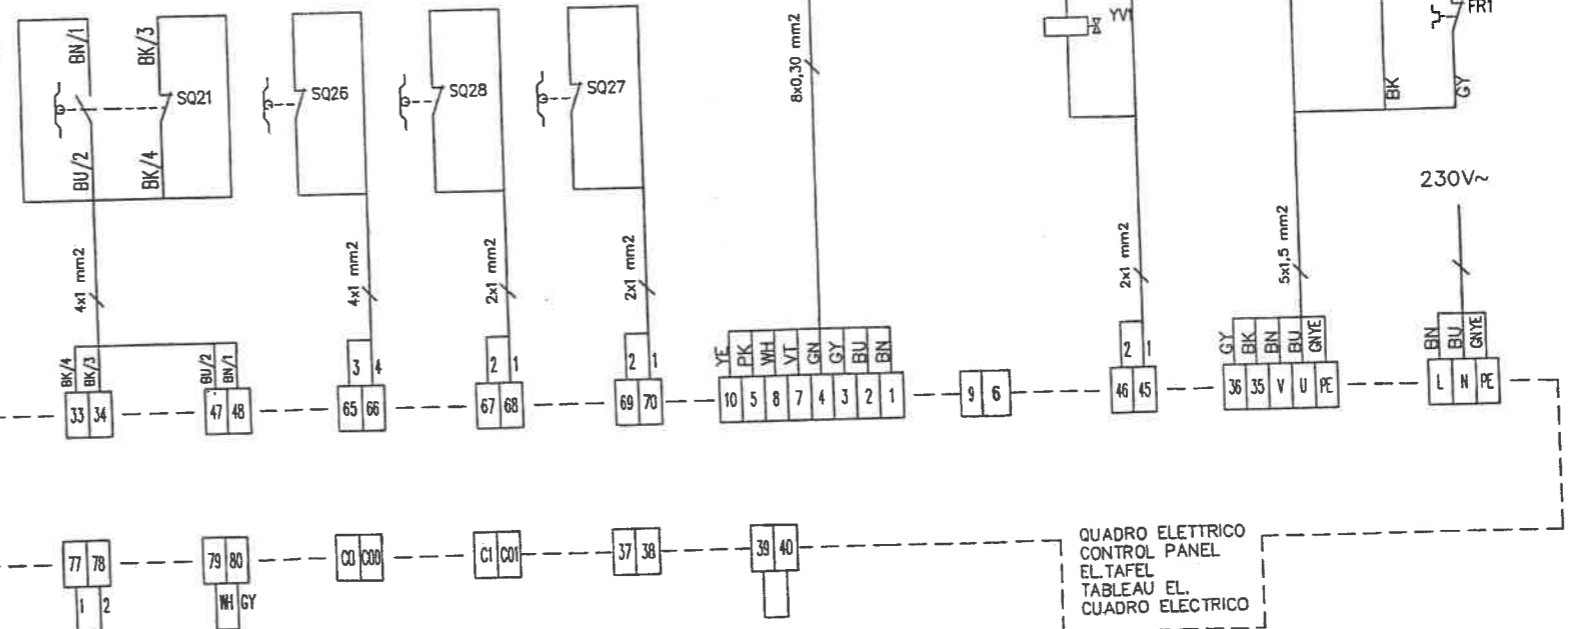 BN/1
BK/3
SQ21
BU/2
BK/4
SQ26
SQ28
SQ27
8x0,30 mm2
YV1
FR1
BK
GY
230V~
4x1 mm2
4x1 mm2
2x1 mm2
2x1 mm2
2x1 mm2
5x1,5 mm2
BK/4 BK/3
BU/2 BN/1
3 4
2 1
2 1
YE PK WH VT GN GY BU BN
2 1
GY BK BN BU GNYE
BN BU GNYE
33 34
47 48
65 66
67 68
69 70
10 5 8 7 4 3 2 1
9 6
46 45
36 35 V U PE
L N PE
77 78
79 80
C0 C00
C1 C01
37 38
39 40
1 2
WH GY
QUADRO ELETTRICO
CONTROL PANEL
EL.TAFEL
TABLEAU EL.
CUADRO ELECTRICO